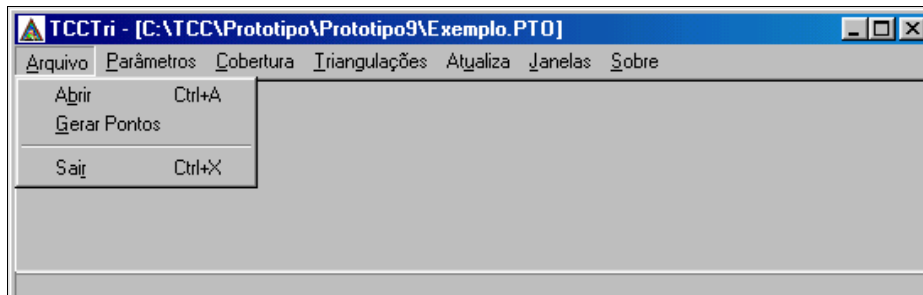 TCCTri - [C:\TCC\Prototipo\Prototipo9\Exemplo.PTO]
Arquivo Parâmetros Cobertura Triangulações Atualiza Janelas Sobre
Abrir Ctrl+A
Gerar Pontos
Sair Ctrl+X